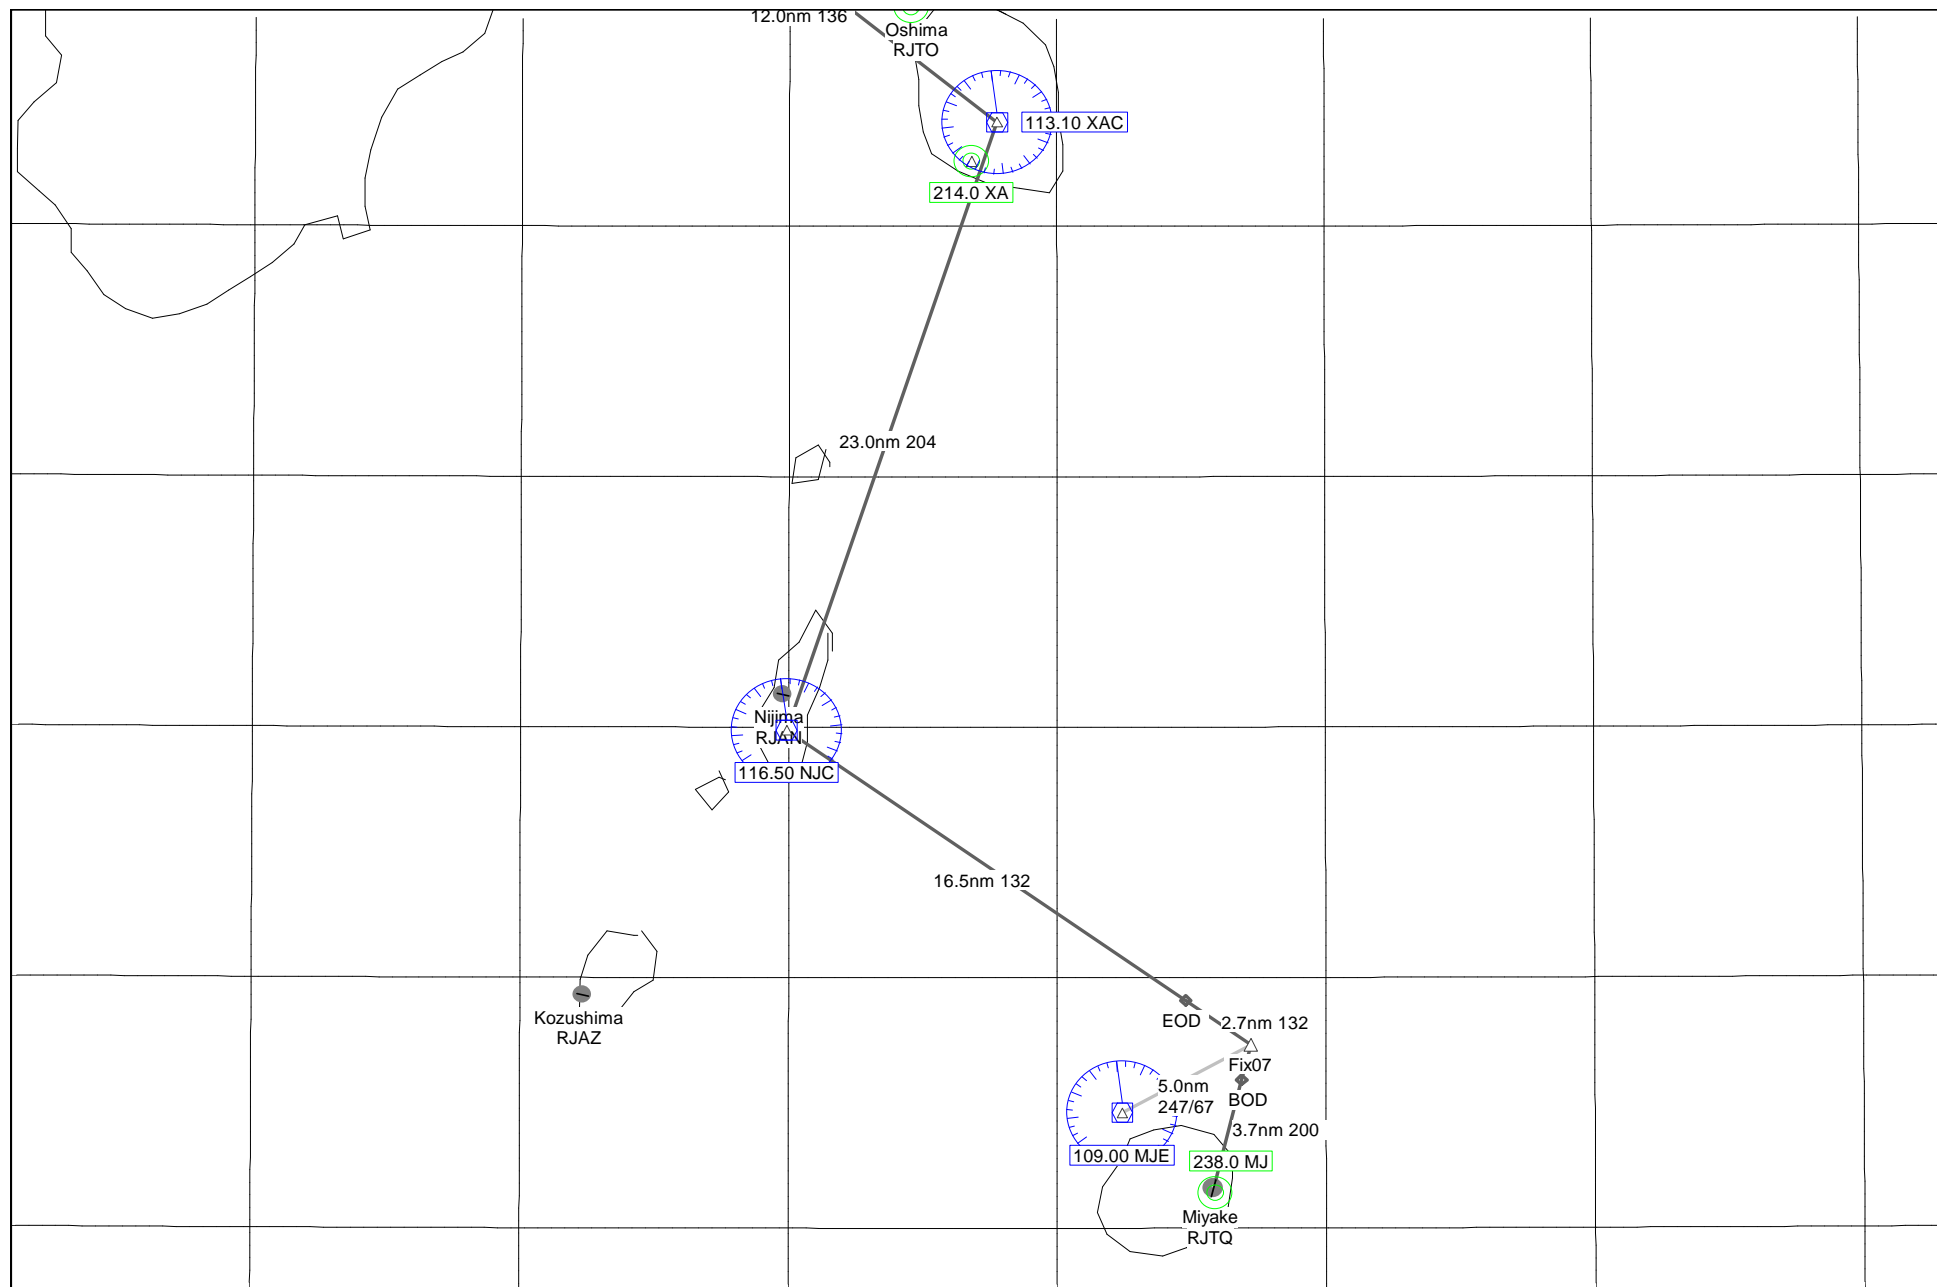 12.0nm 136
Oshima
RJTO
113.10 XAC
214.0 XA
23.0nm 204
Nijima
RJAN
116.50 NJC
16.5nm 132
Kozushima
RJAZ
EOD
2.7nm 132
Fix07
5.0nm
247/67
BOD
3.7nm 200
109.00 MJE
238.0 MJ
Miyake
RJTQ